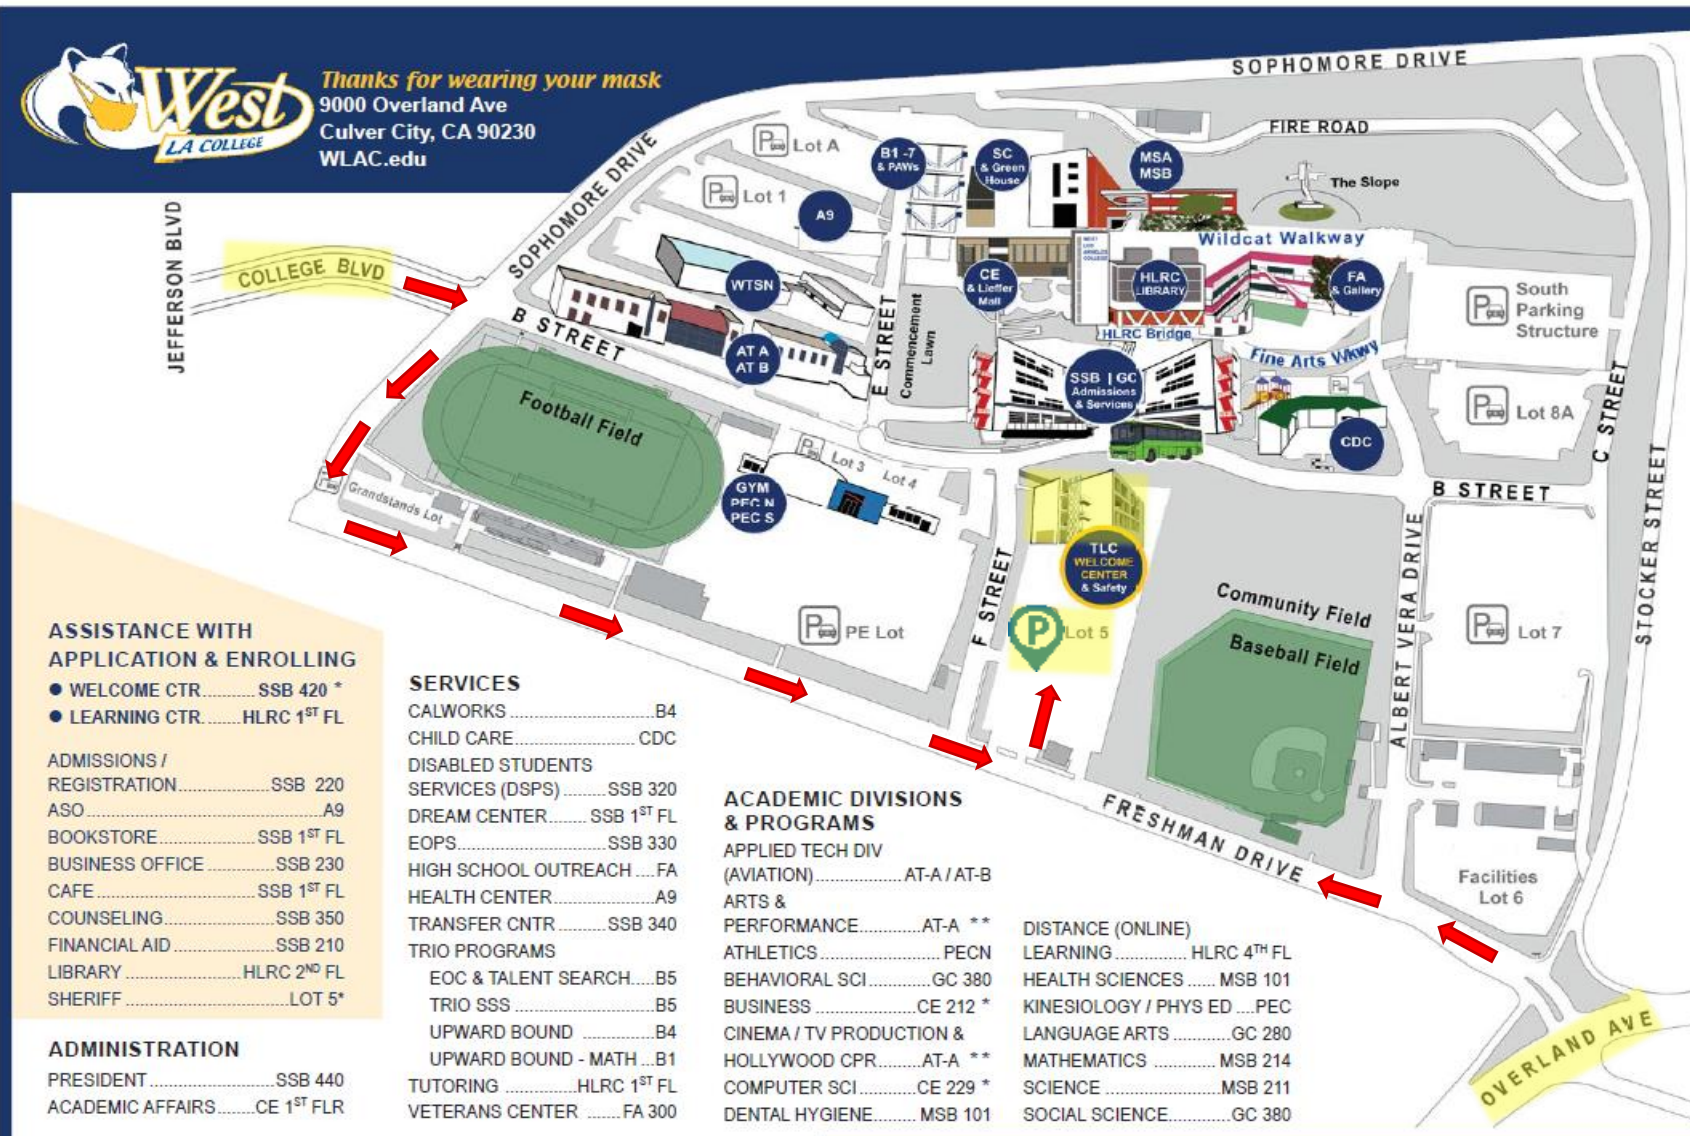 West
LA COLLEGE
Thanks for wearing your mask
9000 Overland Ave
Culver City, CA 90230
WLAC.edu
SOPHOMORE DRIVE
FIRE ROAD
Lot A
B1 -7
& PAWs
SC
& Green
House
MSA
MSB
The Slope
Lot 1
A9
SOPHOMORE DRIVE
JEFFERSON BLVD
COLLEGE BLVD
Wildcat Walkway
WTSN
CE
& Lieffer
Mall
HLRC
LIBRARY
FA
& Gallery
South
Parking
Structure
B STREET
E STREET
Commencement
Lawn
HLRC Bridge
Fine Arts Wkwy
AT A
AT B
SSB | GC
Admissions
& Services
Lot 8A
C STREET
Football Field
CDC
Lot 3
Lot 4
B STREET
STOCKER STREET
Grandstands Lot
GYM
PEC N
PEC S
TLC
WELCOME
CENTER
& Safety
F STREET
Community Field
Baseball Field
ALBERT VERA DRIVE
P
Lot 5
PE Lot
Lot 7
FRESHMAN DRIVE
Facilities
Lot 6
OVERLAND AVE
ASSISTANCE WITH
APPLICATION & ENROLLING
● WELCOME CTR..........SSB 420 *
● LEARNING CTR.......HLRC 1ST FL
ADMISSIONS /
REGISTRATION..................SSB 220
ASO..............................................A9
BOOKSTORE...................SSB 1ST FL
BUSINESS OFFICE..............SSB 230
CAFE................................SSB 1ST FL
COUNSELING......................SSB 350
FINANCIAL AID....................SSB 210
LIBRARY.......................HLRC 2ND FL
SHERIFF................................LOT 5*
ADMINISTRATION
PRESIDENT.........................SSB 440
ACADEMIC AFFAIRS.......CE 1ST FLR
SERVICES
CALWORKS.............................B4
CHILD CARE.........................CDC
DISABLED STUDENTS
SERVICES (DSPS)........SSB 320
DREAM CENTER.......SSB 1ST FL
EOPS..............................SSB 330
HIGH SCHOOL OUTREACH....FA
HEALTH CENTER....................A9
TRANSFER CNTR..........SSB 340
TRIO PROGRAMS
EOC & TALENT SEARCH.....B5
TRIO SSS.............................B5
UPWARD BOUND..............B4
UPWARD BOUND - MATH...B1
TUTORING..............HLRC 1ST FL
VETERANS CENTER.......FA 300
ACADEMIC DIVISIONS
& PROGRAMS
APPLIED TECH DIV
(AVIATION).................AT-A / AT-B
ARTS &
PERFORMANCE.............AT-A * *
ATHLETICS........................PECN
BEHAVIORAL SCI............GC 380
BUSINESS....................CE 212 *
CINEMA / TV PRODUCTION &
HOLLYWOOD CPR..........AT-A * *
COMPUTER SCI............CE 229 *
DENTAL HYGIENE.......MSB 101
DISTANCE (ONLINE)
LEARNING..............HLRC 4TH FL
HEALTH SCIENCES......MSB 101
KINESIOLOGY / PHYS ED....PEC
LANGUAGE ARTS...........GC 280
MATHEMATICS..............MSB 214
SCIENCE.......................MSB 211
SOCIAL SCIENCE............GC 380